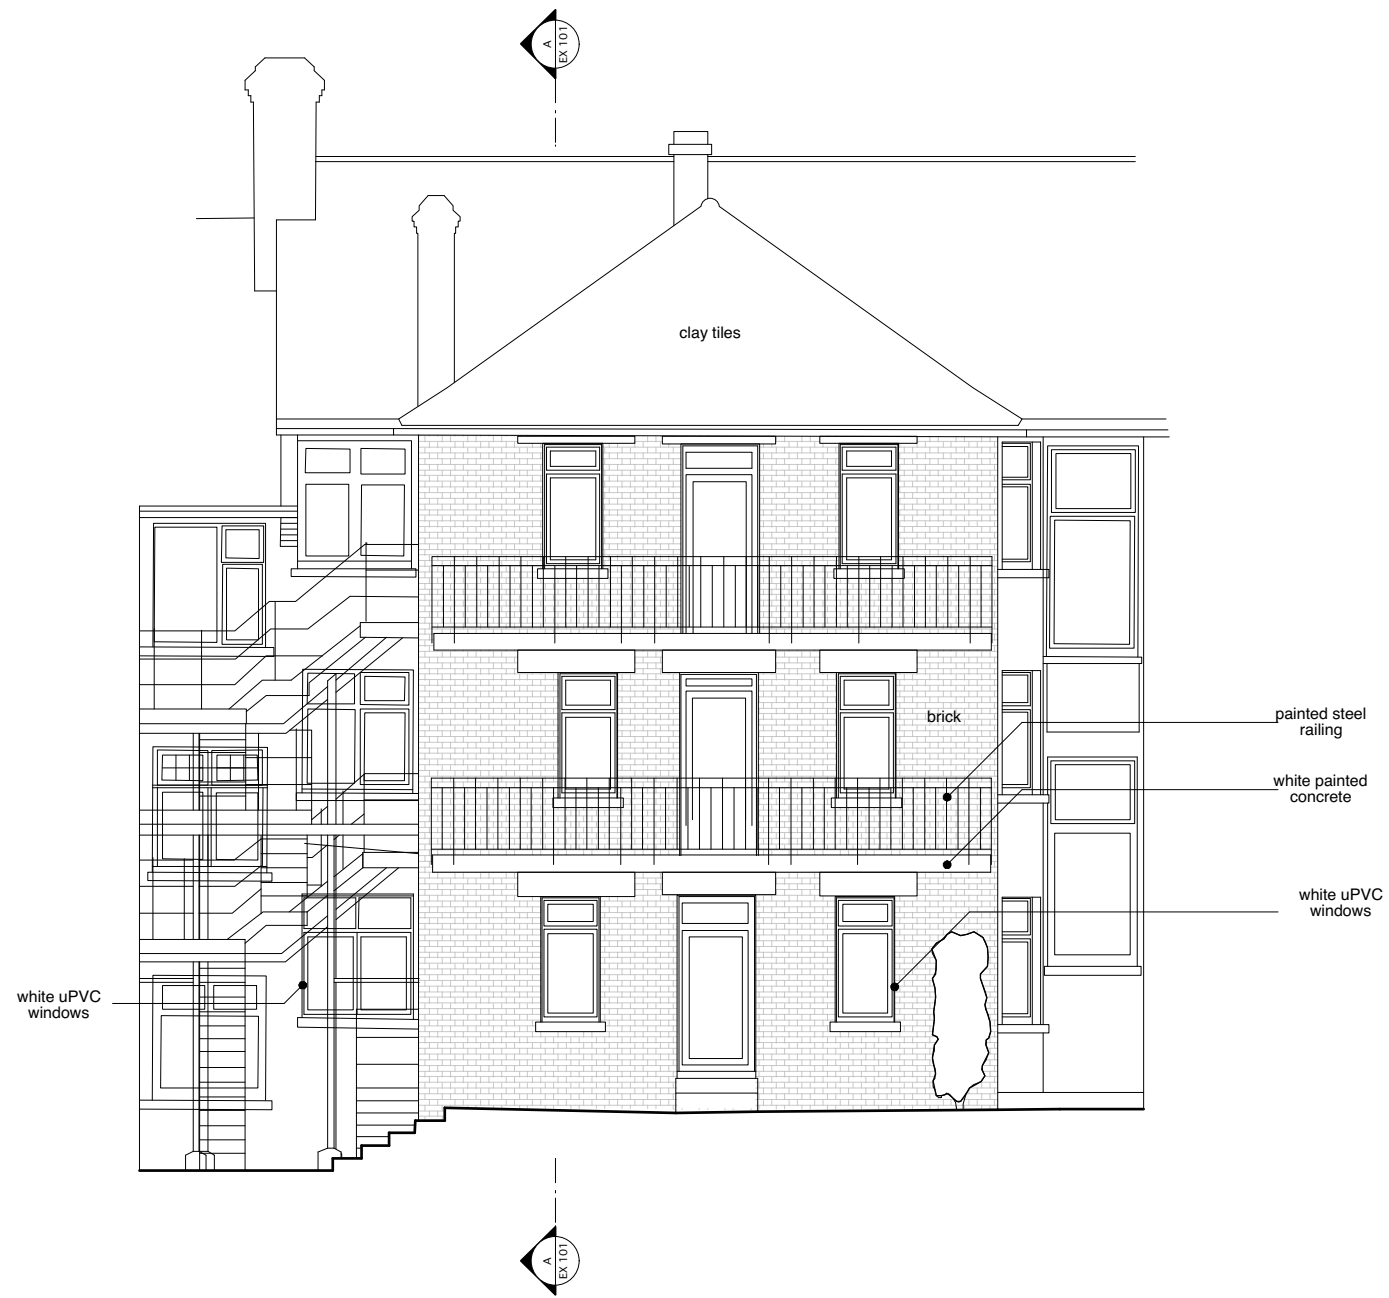 A
EX 101
clay tiles
brick
painted steel
railing
white painted
concrete
white uPVC
windows
white uPVC
windows
A
EX 101